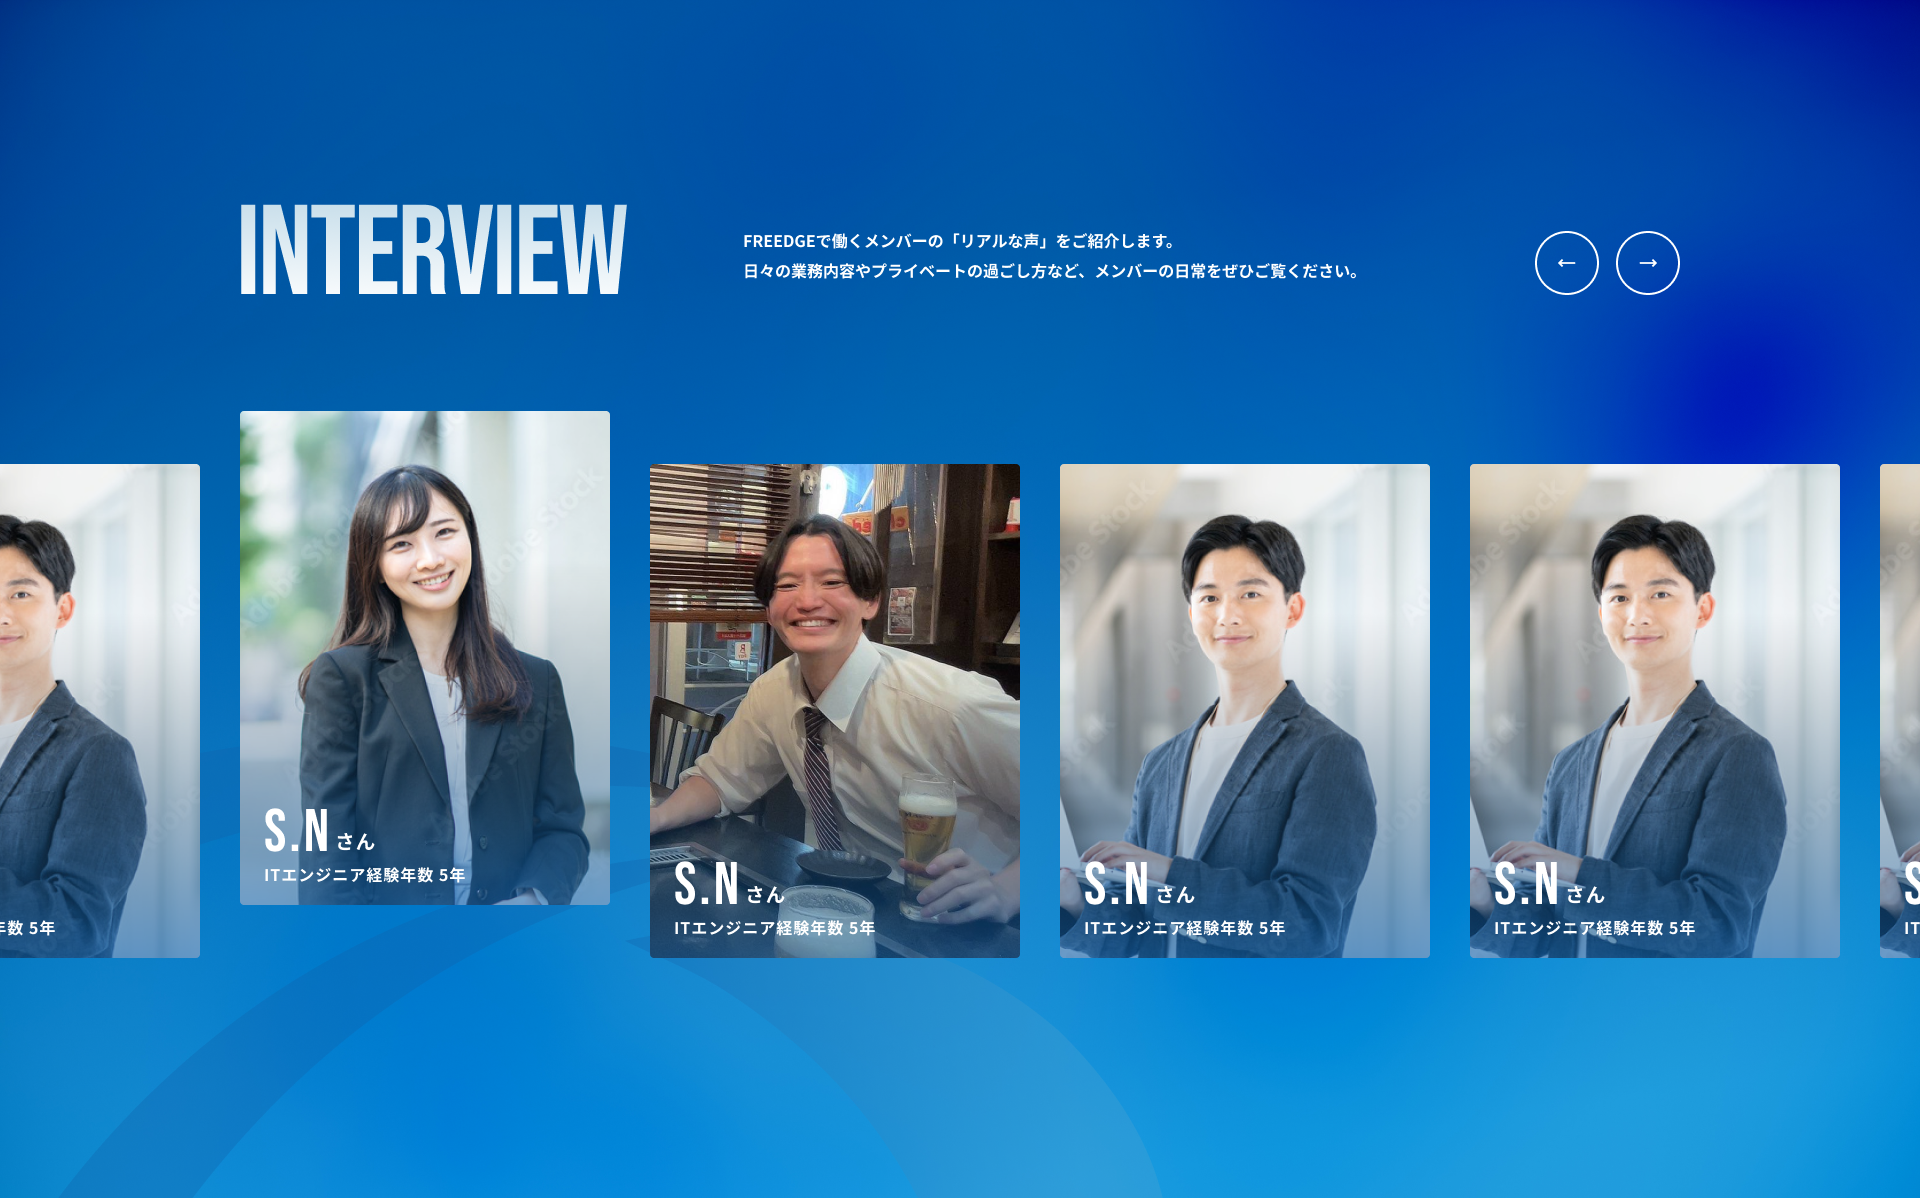 INTERVIEW
FREEDGEで働くメンバーの「リアルな声」をご紹介します。
日々の業務内容やプライベートの過ごし方など、メンバーの日常をぜひご覧ください。
←
→
年数 5年
S.N さん
ITエンジニア経験年数 5年
S.N さん
ITエンジニア経験年数 5年
S.N さん
ITエンジニア経験年数 5年
S.N さん
ITエンジニア経験年数 5年
S
IT
Adobe Stock
Adobe Stock